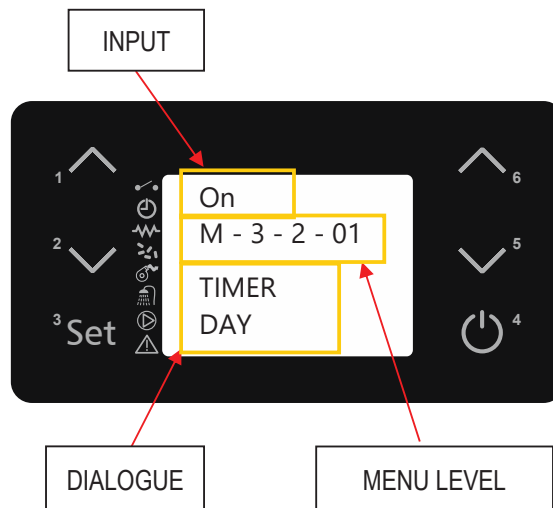 INPUT
1
6
On
M - 3 - 2 - 01
2
5
TIMER
DAY
3 Set
4
DIALOGUE
MENU LEVEL